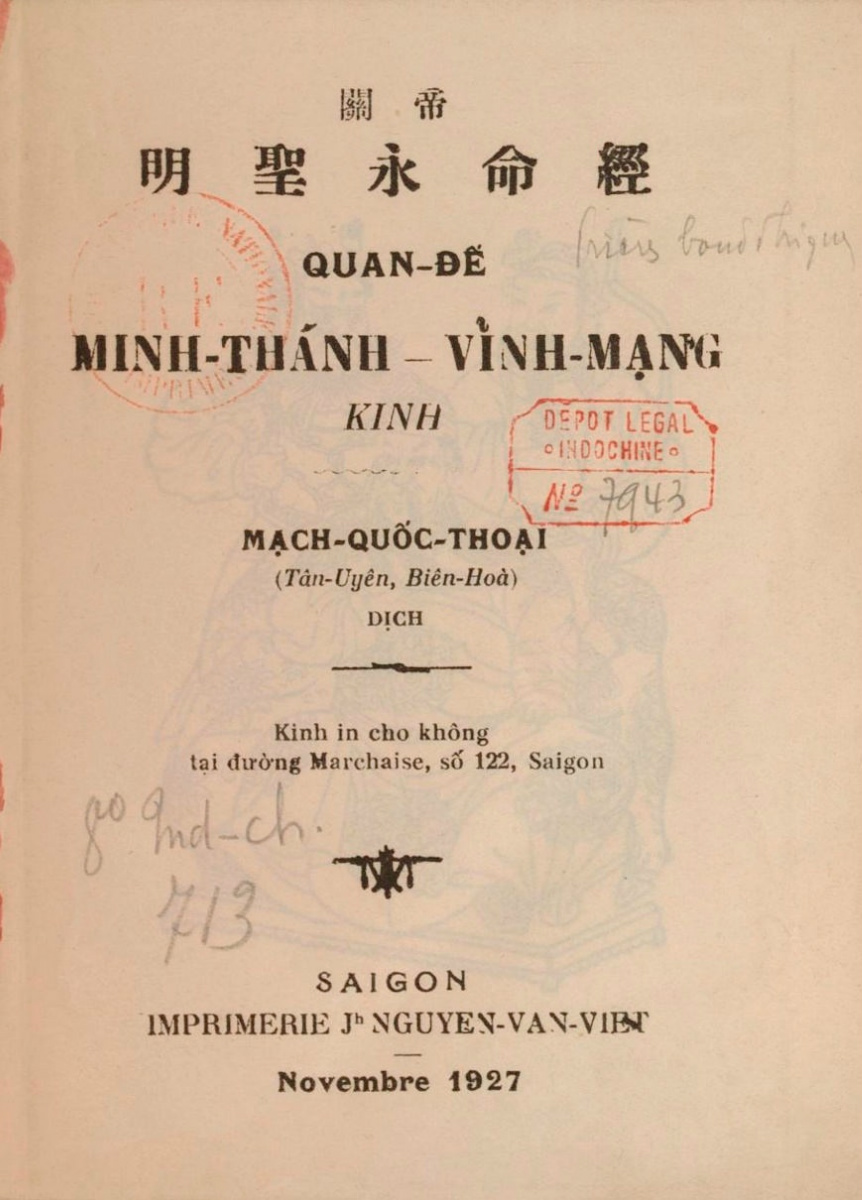 關帝
明聖永命經
QUAN-ĐẾ
MINH-THÁNH — VỈNH-MẠNG
KINH
DEPOT LEGAL
INDOCHINE
Nº 7943
MẠCH-QUỐC-THOẠI
(Tân-Uyên, Biên-Hoà)
DỊCH
Kinh in cho không
tại đường Marchaise, số 122, Saigon
8º Ind-ch.
713
SAIGON
IMPRIMERIE Jʰ NGUYEN-VAN-VIET
Novembre 1927